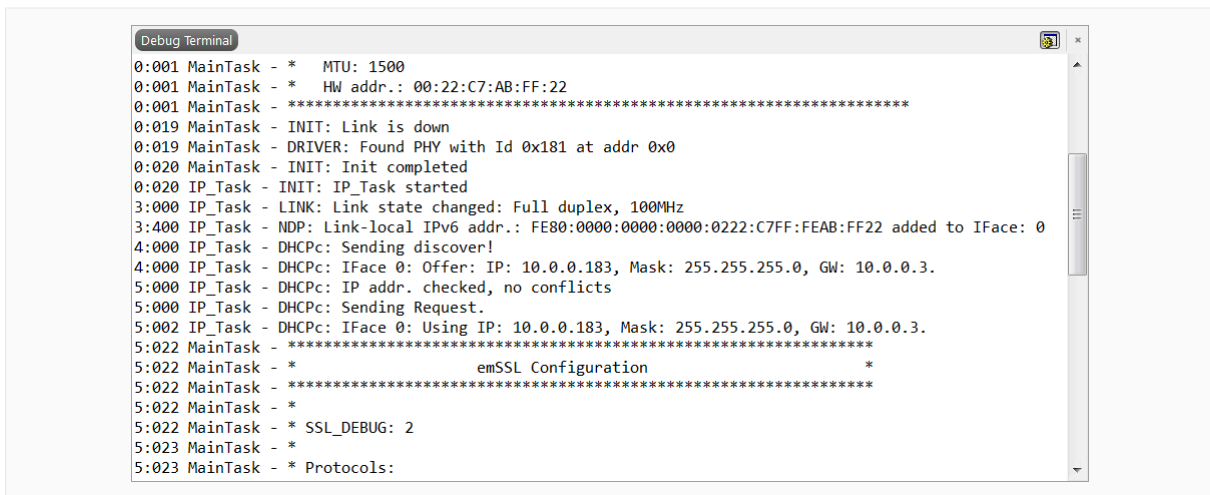 Debug Terminal
0:001 MainTask - *   MTU: 1500
0:001 MainTask - *   HW addr.: 00:22:C7:AB:FF:22
0:001 MainTask - *********************************************************************
0:019 MainTask - INIT: Link is down
0:019 MainTask - DRIVER: Found PHY with Id 0x181 at addr 0x0
0:020 MainTask - INIT: Init completed
0:020 IP_Task - INIT: IP_Task started
3:000 IP_Task - LINK: Link state changed: Full duplex, 100MHz
3:400 IP_Task - NDP: Link-local IPv6 addr.: FE80:0000:0000:0000:0222:C7FF:FEAB:FF22 added to IFace: 0
4:000 IP_Task - DHCPc: Sending discover!
4:000 IP_Task - DHCPc: IFace 0: Offer: IP: 10.0.0.183, Mask: 255.255.255.0, GW: 10.0.0.3.
5:000 IP_Task - DHCPc: IP addr. checked, no conflicts
5:000 IP_Task - DHCPc: Sending Request.
5:002 IP_Task - DHCPc: IFace 0: Using IP: 10.0.0.183, Mask: 255.255.255.0, GW: 10.0.0.3.
5:022 MainTask - *****************************************************************
5:022 MainTask - *                    emSSL Configuration                        *
5:022 MainTask - *****************************************************************
5:022 MainTask - *
5:022 MainTask - * SSL_DEBUG: 2
5:023 MainTask - *
5:023 MainTask - * Protocols: